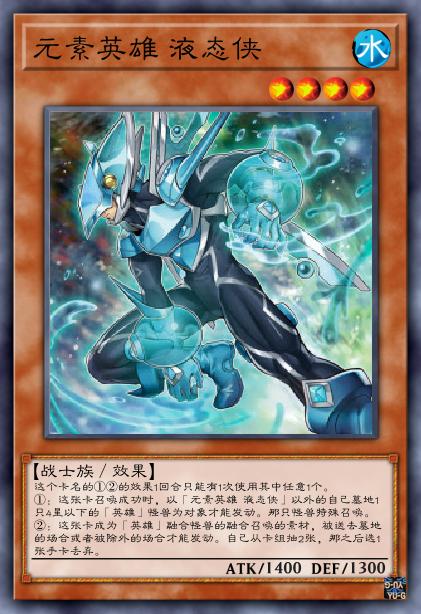 元素英雄 液态侠
水
【战士族／效果】
这个卡名的①②的效果1回合只能有1次使用其中任意1个。
①：这张卡召唤成功时，以「元素英雄 液态侠」以外的自己墓地1
只4星以下的「英雄」怪兽为对象才能发动。那只怪兽特殊召唤。
②：这张卡成为「英雄」融合怪兽的融合召唤的素材，被送去墓地
的场合或者被除外的场合才能发动。自己从卡组抽2张，那之后选1
张手卡丢弃。
ATK/1400 DEF/1300